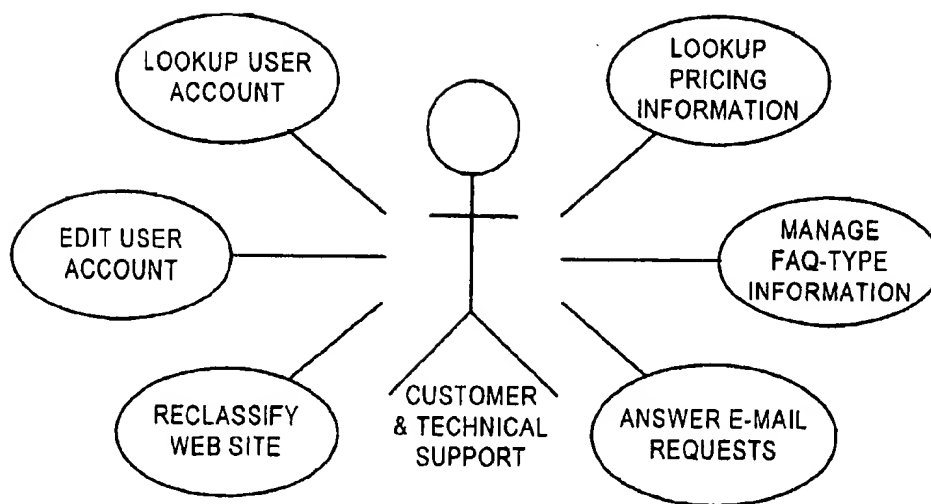 LOOKUP USER
ACCOUNT
LOOKUP
PRICING
INFORMATION
EDIT USER
ACCOUNT
MANAGE
FAQ-TYPE
INFORMATION
RECLASSIFY
WEB SITE
CUSTOMER
& TECHNICAL
SUPPORT
ANSWER E-MAIL
REQUESTS